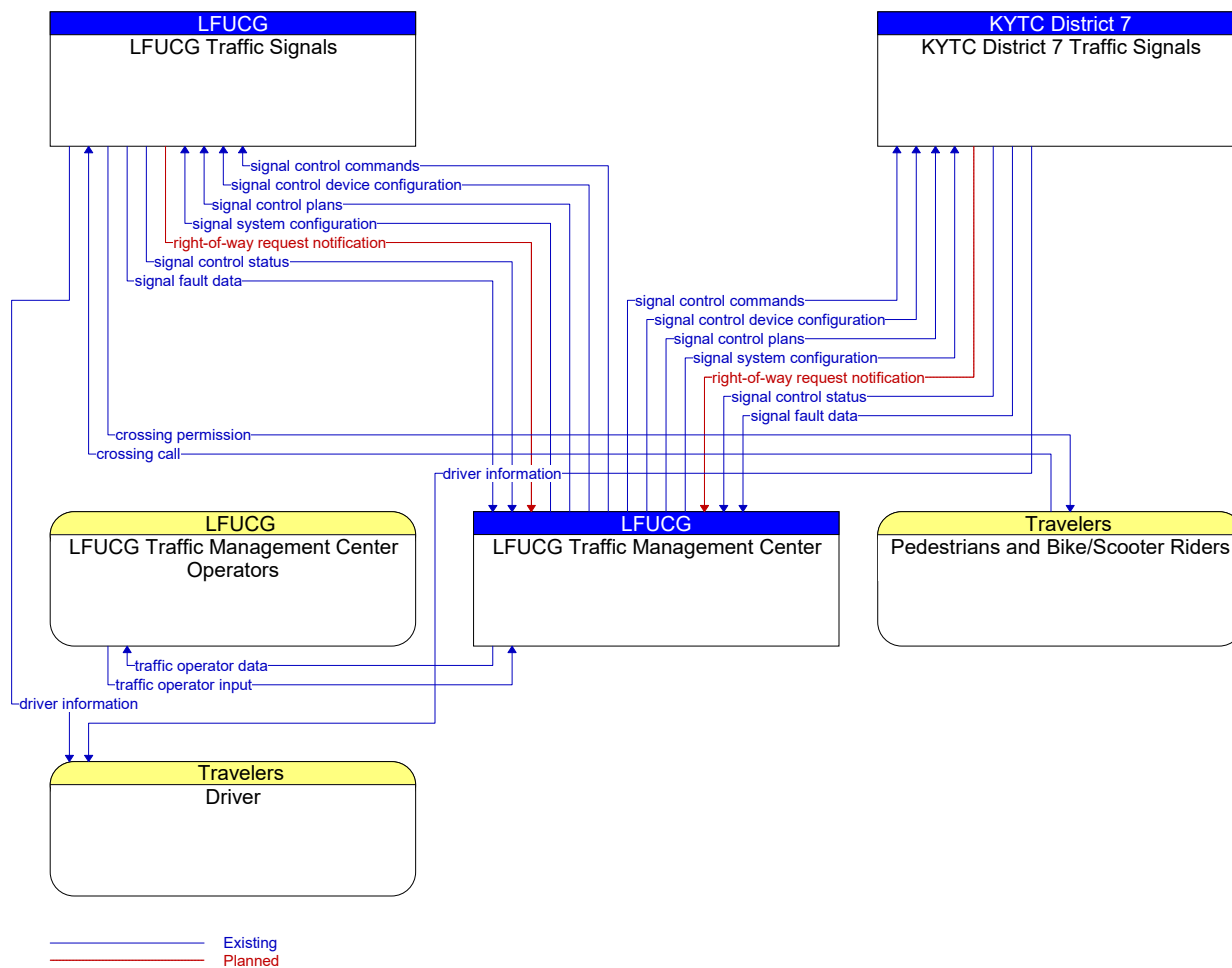 LFUCG
LFUCG Traffic Signals
KYTC District 7
KYTC District 7 Traffic Signals
signal control commands
signal control device configuration
signal control plans
signal system configuration
right-of-way request notification
signal control status
signal fault data
signal control commands
signal control device configuration
signal control plans
signal system configuration
right-of-way request notification
signal control status
signal fault data
crossing permission
crossing call
driver information
LFUCG
LFUCG Traffic Management Center
Operators
LFUCG
LFUCG Traffic Management Center
Travelers
Pedestrians and Bike/Scooter Riders
traffic operator data
traffic operator input
driver information
Travelers
Driver
Existing
Planned